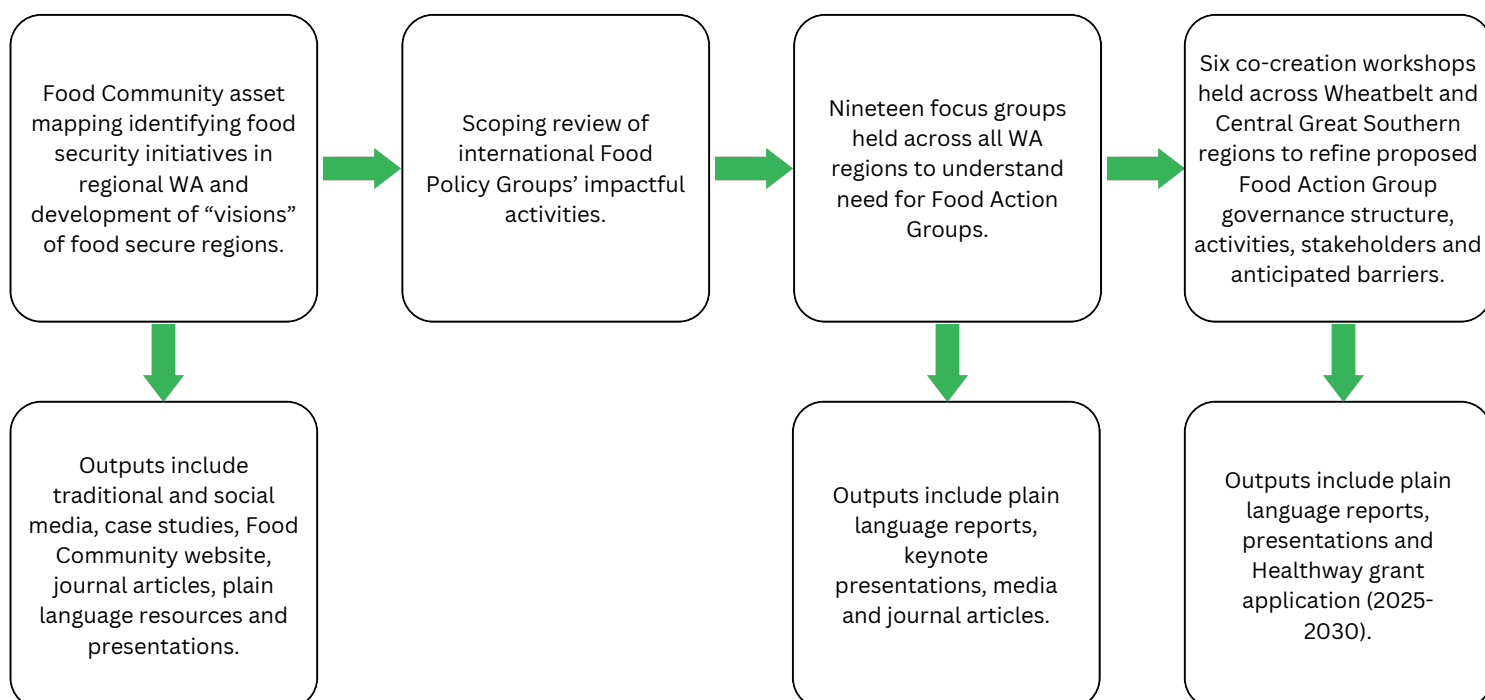 Food Community asset
mapping identifying food
security initiatives in
regional WA and
development of “visions”
of food secure regions.
Scoping review of
international Food
Policy Groups’ impactful
activities.
Nineteen focus groups
held across all WA
regions to understand
need for Food Action
Groups.
Six co-creation workshops
held across Wheatbelt and
Central Great Southern
regions to refine proposed
Food Action Group
governance structure,
activities, stakeholders and
anticipated barriers.
Outputs include
traditional and social
media, case studies, Food
Community website,
journal articles, plain
language resources and
presentations.
Outputs include plain
language reports,
keynote
presentations, media
and journal articles.
Outputs include plain
language reports,
presentations and
Healthway grant
application (2025-
2030).